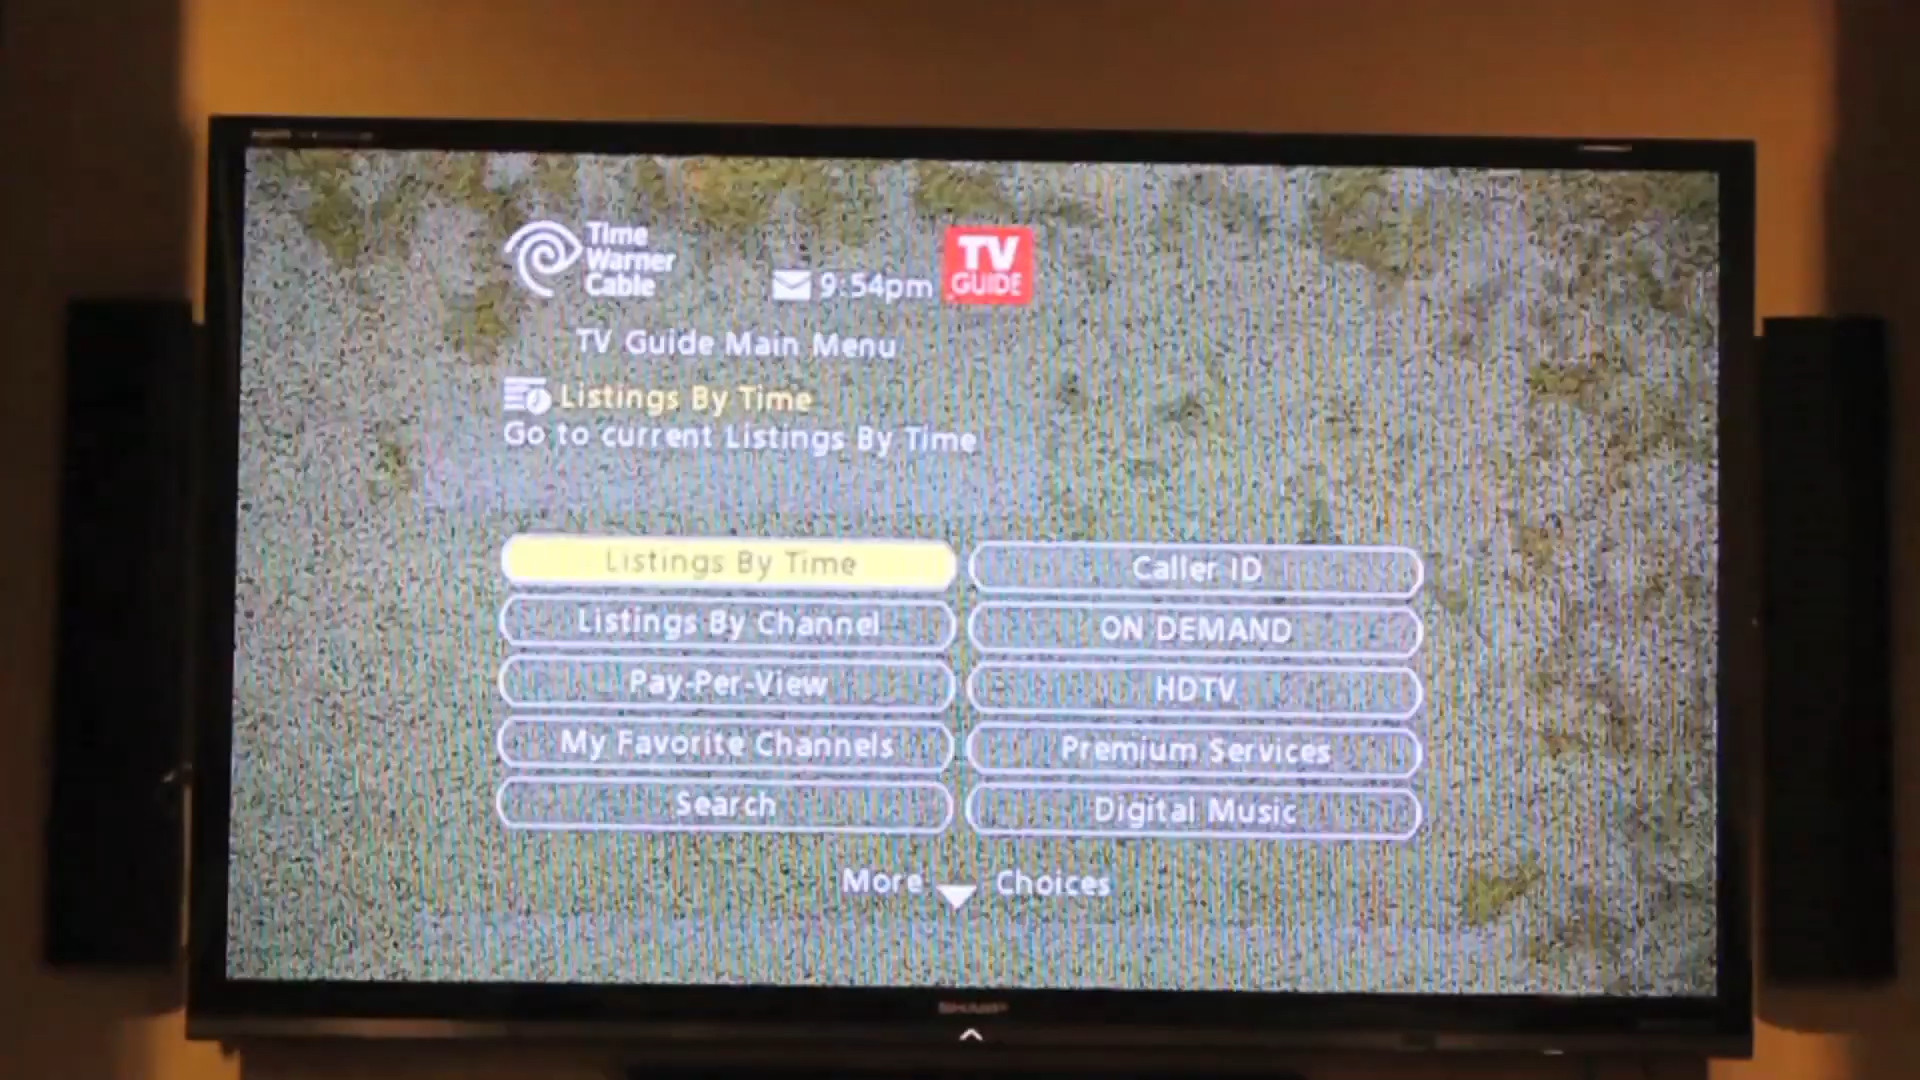 Time
Warner
Cable
9:54pm
TV
GUIDE
TV Guide Main Menu
Listings By Time
Go to current Listings By Time
Listings By Time
Caller ID
Listings By Channel
ON DEMAND
Pay-Per-View
HDTV
My Favorite Channels
Premium Services
Search
Digital Music
More Choices
SHARP